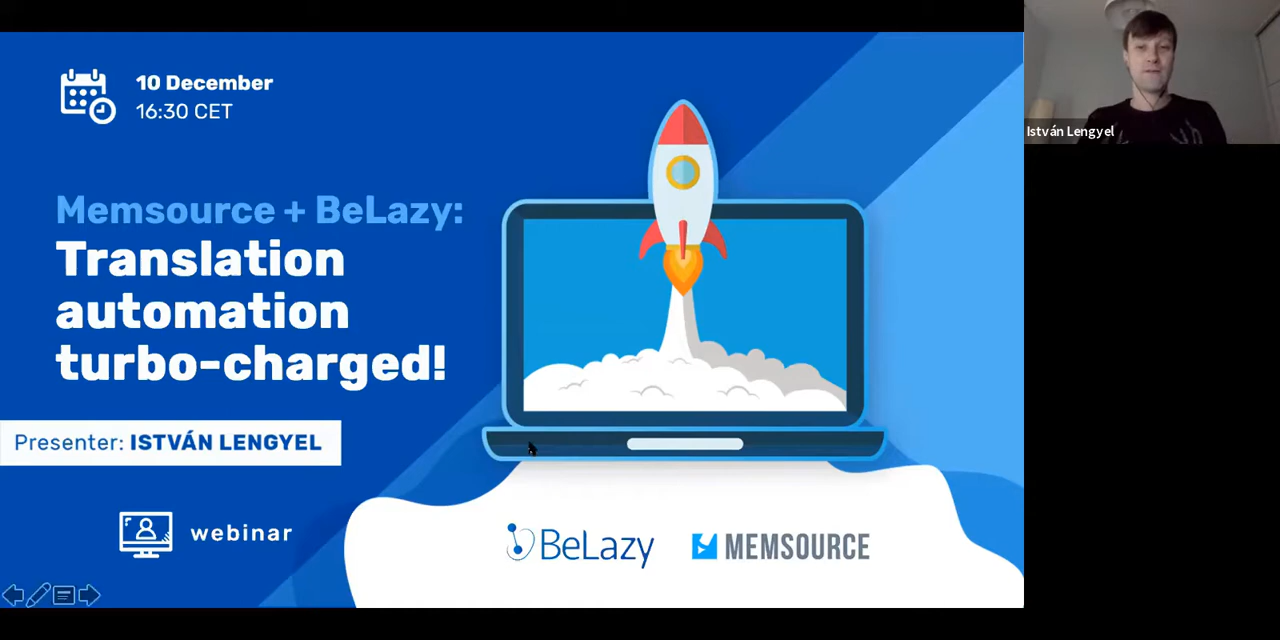 10 December
16:30 CET
Memsource + BeLazy:
Translation
automation
turbo-charged!
Presenter: ISTVÁN LENGYEL
webinar
BeLazy
MEMSOURCE
István Lengyel